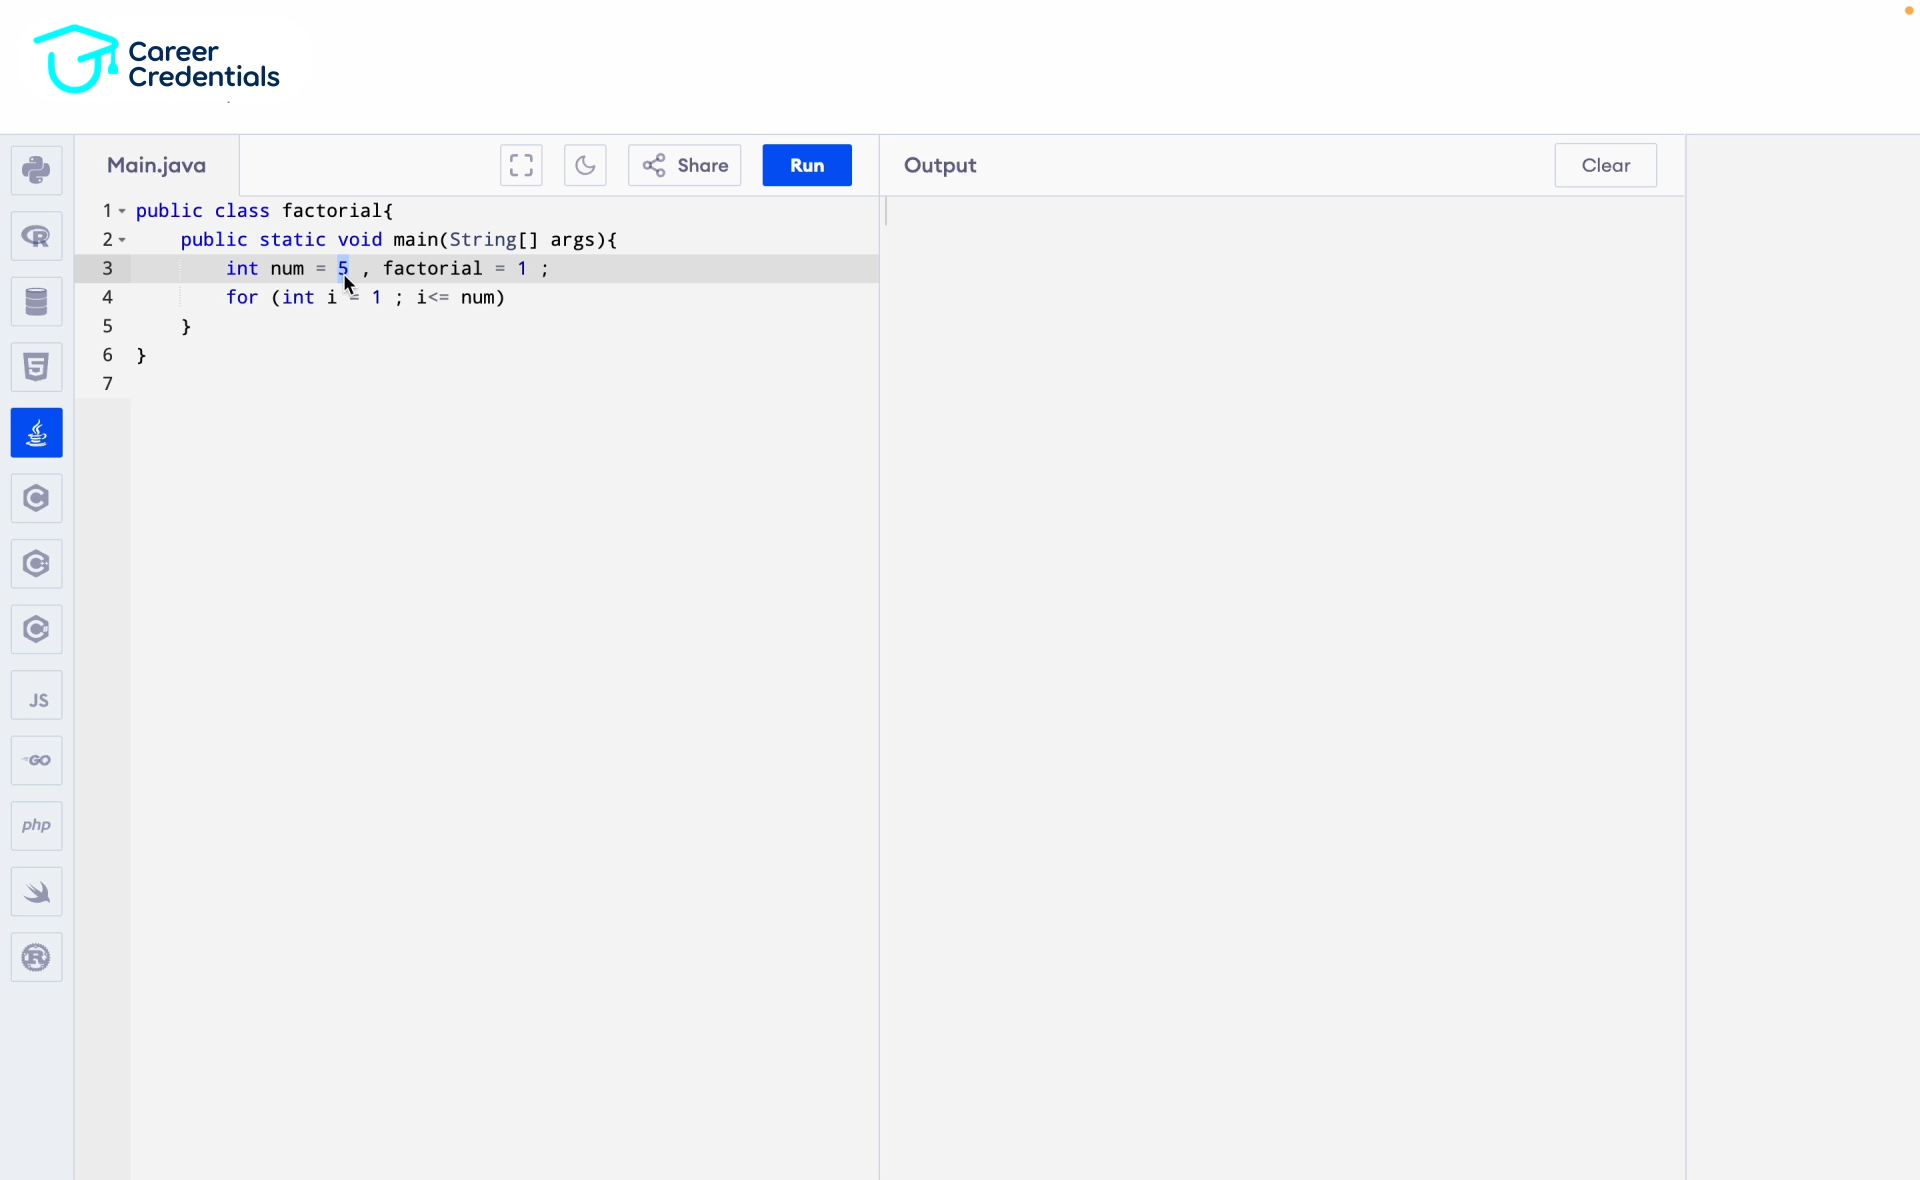 Career
Credentials
Main.java
Share
Run
Output
Clear
1 public class factorial{
2 public static void main(String[] args){
3 int num = 5 , factorial = 1 ;
4 for (int i = 1 ; i<= num)
5 }
6 }
7
JS
GO
php